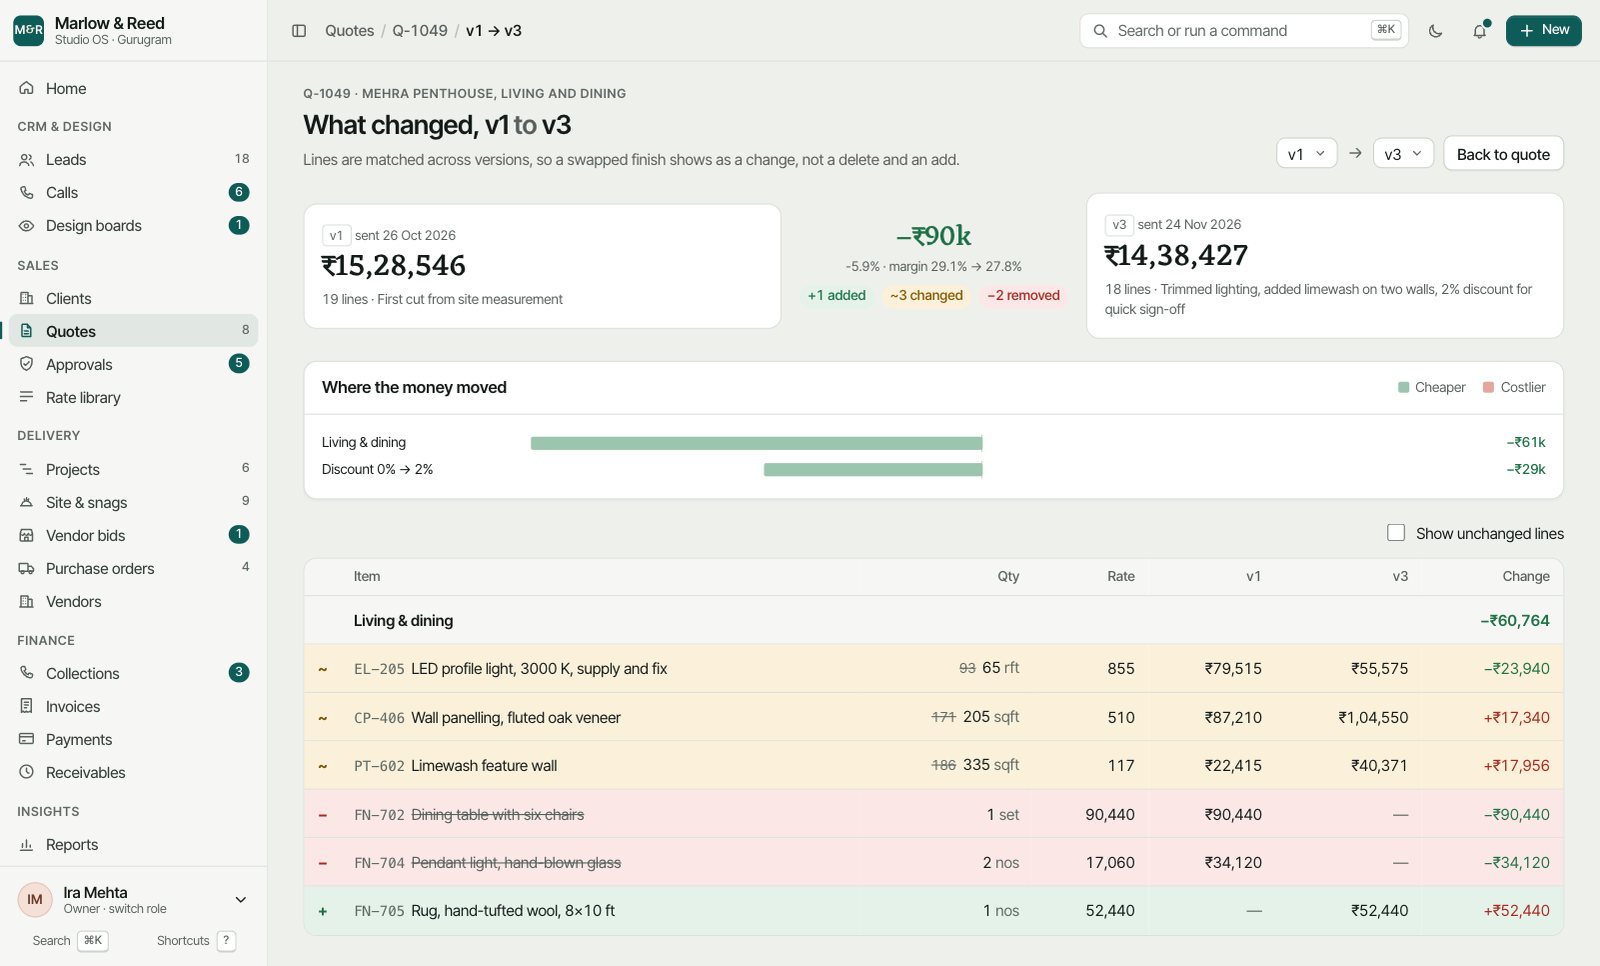 M&R
Marlow & Reed
Studio OS · Gurugram
Home
CRM & DESIGN
Leads 18
Calls 6
Design boards 1
SALES
Clients
Quotes 8
Approvals 5
Rate library
DELIVERY
Projects 6
Site & snags 9
Vendor bids 1
Purchase orders 4
Vendors
FINANCE
Collections 3
Invoices
Payments
Receivables
INSIGHTS
Reports
IM
Ira Mehta
Owner · switch role
Search ⌘K Shortcuts ?
Quotes / Q-1049 / v1 → v3
Search or run a command ⌘K
+ New
Q-1049 · MEHRA PENTHOUSE, LIVING AND DINING
What changed, v1 to v3
Lines are matched across versions, so a swapped finish shows as a change, not a delete and an add.
v1 → v3 Back to quote
v1 sent 26 Oct 2026
₹15,28,546
19 lines · First cut from site measurement
−₹90k
-5.9% · margin 29.1% → 27.8%
+1 added ~3 changed −2 removed
v3 sent 24 Nov 2026
₹14,38,427
18 lines · Trimmed lighting, added limewash on two walls, 2% discount for
quick sign-off
Where the money moved
Cheaper Costlier
Living & dining −₹61k
Discount 0% → 2% −₹29k
Show unchanged lines
Item Qty Rate v1 v3 Change
Living & dining −₹60,764
~ EL-205 LED profile light, 3000 K, supply and fix 93 65 rft 855 ₹79,515 ₹55,575 −₹23,940
~ CP-406 Wall panelling, fluted oak veneer 171 205 sqft 510 ₹87,210 ₹1,04,550 +₹17,340
~ PT-602 Limewash feature wall 186 335 sqft 117 ₹22,415 ₹40,371 +₹17,956
− FN-702 Dining table with six chairs 1 set 90,440 ₹90,440 — −₹90,440
− FN-704 Pendant light, hand-blown glass 2 nos 17,060 ₹34,120 — −₹34,120
+ FN-705 Rug, hand-tufted wool, 8×10 ft 1 nos 52,440 — ₹52,440 +₹52,440